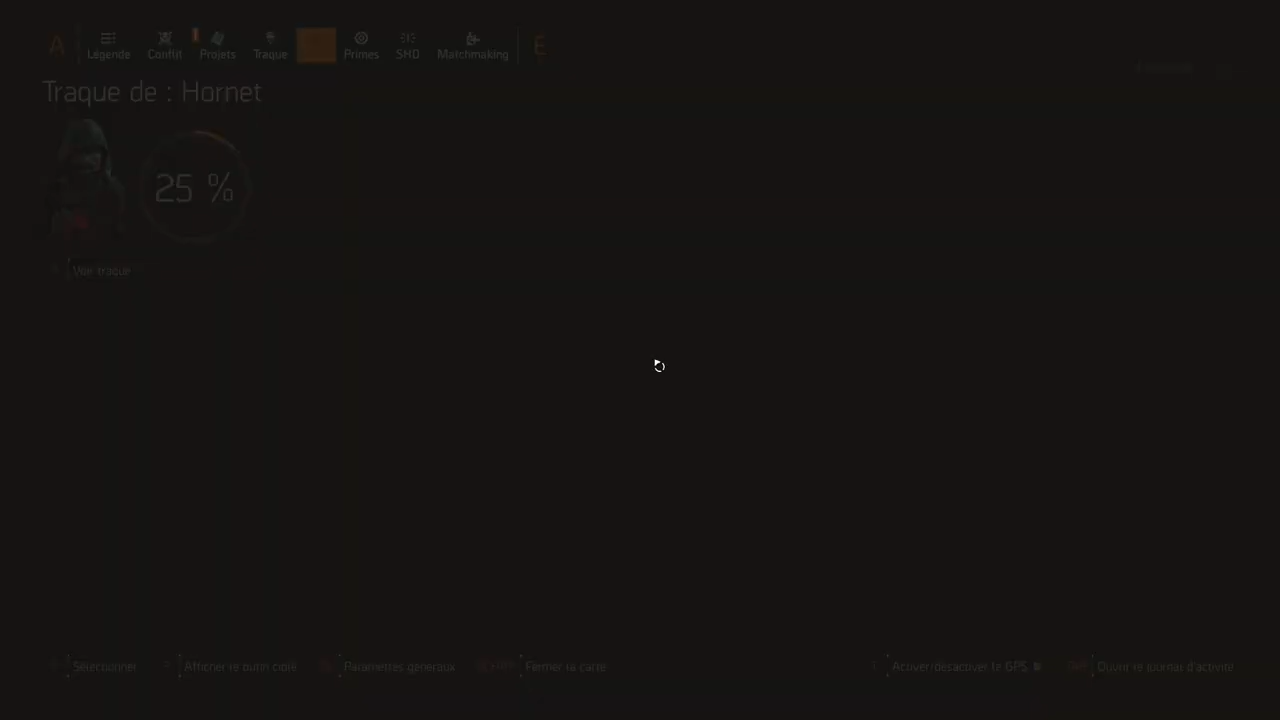 A Légende Conflit Projets Traque Primes SHD Matchmaking E
Traque de : Hornet
25 %
Voir traque
Sélectionner Afficher le butin ciblé Paramètres généraux Fermer la carte Activer/désactiver le GPS Ouvrir le journal d'activité